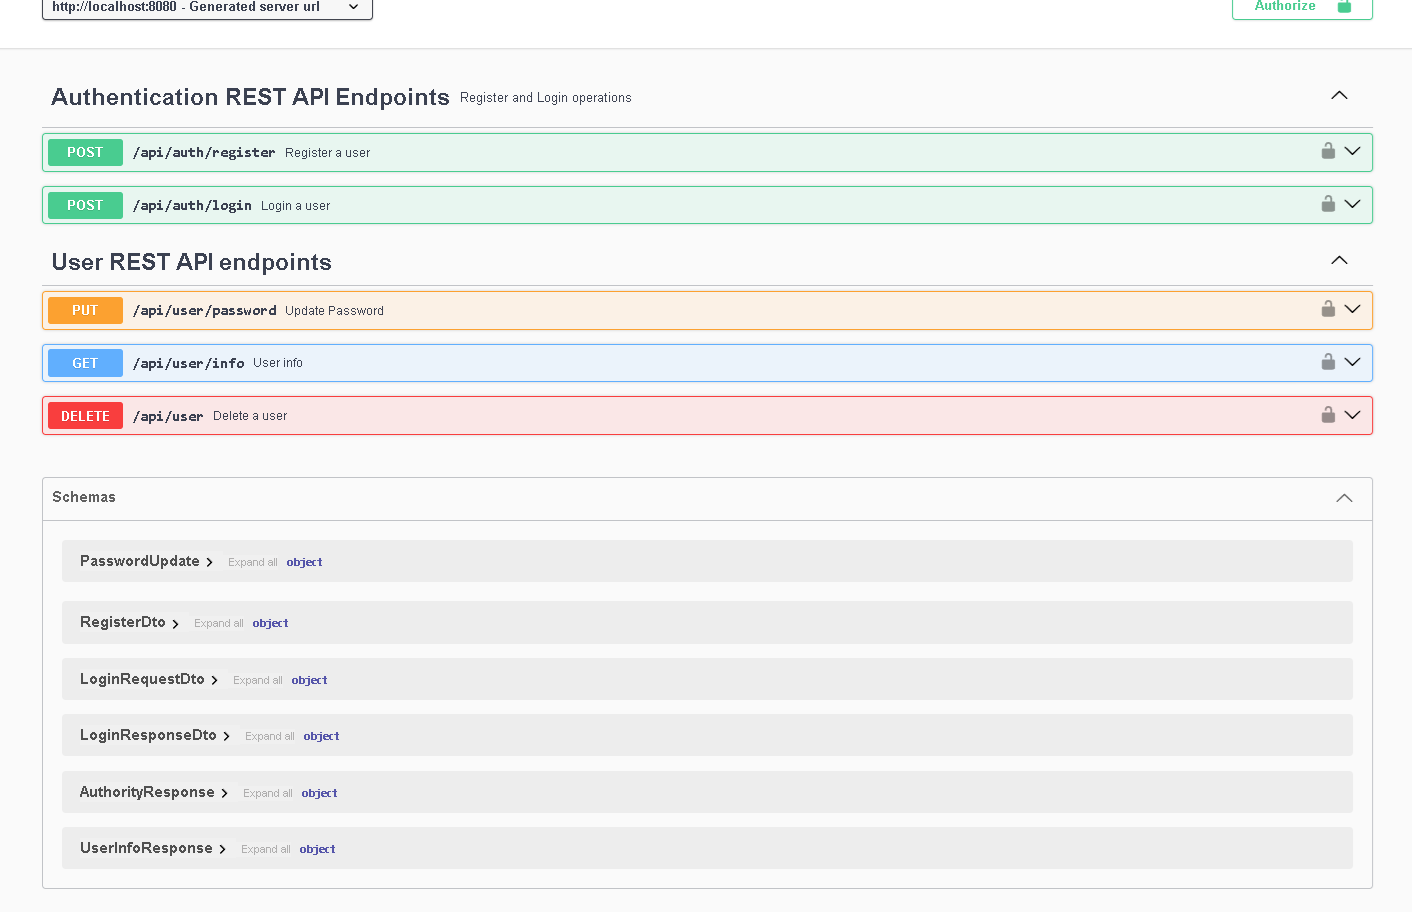 http://localhost:8080 - Generated server url
Authorize
Authentication REST API Endpoints Register and Login operations
POST /api/auth/register Register a user
POST /api/auth/login Login a user
User REST API endpoints
PUT /api/user/password Update Password
GET /api/user/info User info
DELETE /api/user Delete a user
Schemas
PasswordUpdate Expand all object
RegisterDto Expand all object
LoginRequestDto Expand all object
LoginResponseDto Expand all object
AuthorityResponse Expand all object
UserInfoResponse Expand all object